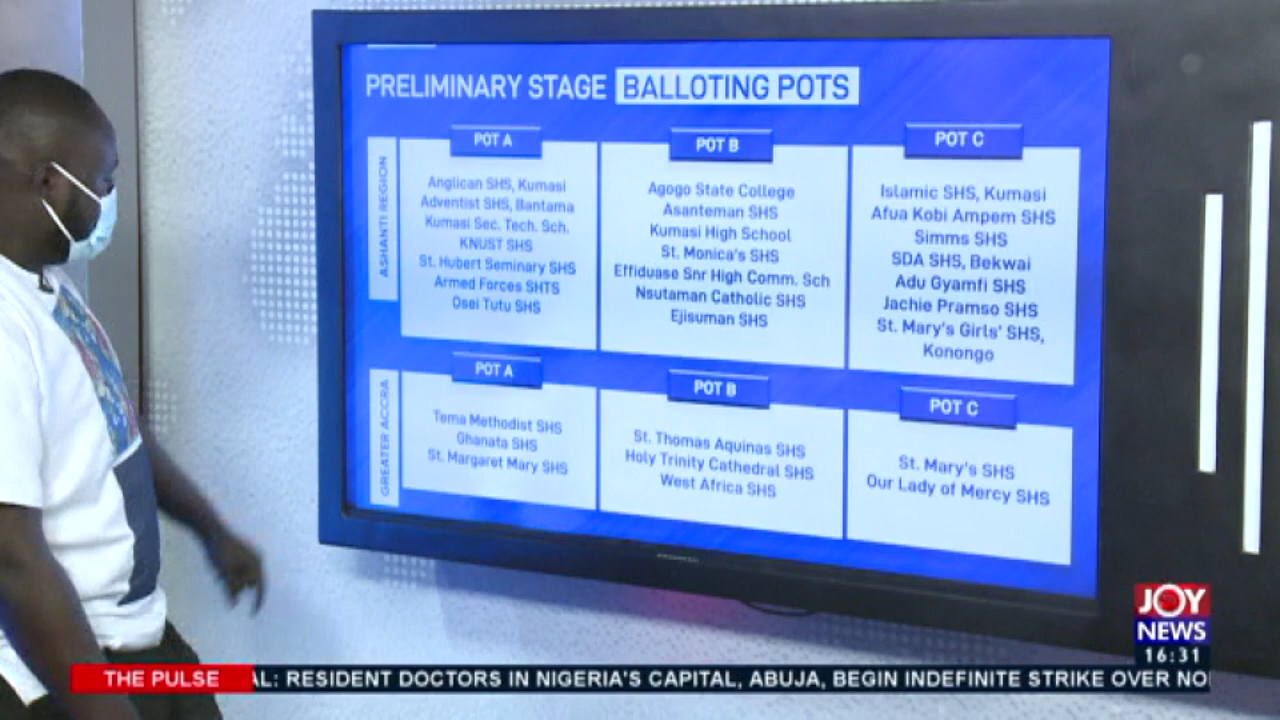 PRELIMINARY STAGE BALLOTING POTS
ASHANTI REGION
POT A
Anglican SHS, Kumasi
Adventist SHS, Bantama
Kumasi Sec. Tech. Sch.
KNUST SHS
St. Hubert Seminary SHS
Armed Forces SHTS
Osei Tutu SHS
POT B
Agogo State College
Asanteman SHS
Kumasi High School
St. Monica's SHS
Effiduase Snr High Comm. Sch
Nsutaman Catholic SHS
Ejisuman SHS
POT C
Islamic SHS, Kumasi
Afua Kobi Ampem SHS
Simms SHS
SDA SHS, Bekwai
Adu Gyamfi SHS
Jachie Pramso SHS
St. Mary's Girls' SHS,
Konongo
GREATER ACCRA
POT A
Tema Methodist SHS
Ghanata SHS
St. Margaret Mary SHS
POT B
St. Thomas Aquinas SHS
Holy Trinity Cathedral SHS
West Africa SHS
POT C
St. Mary's SHS
Our Lady of Mercy SHS
JOY
NEWS
16:31
THE PULSE
AL: RESIDENT DOCTORS IN NIGERIA'S CAPITAL, ABUJA, BEGIN INDEFINITE STRIKE OVER NO